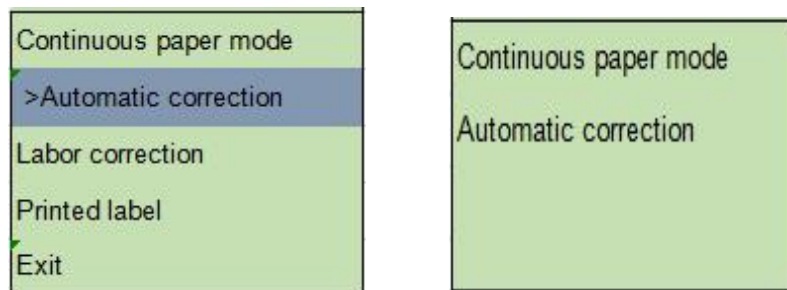 Continuous paper mode
>Automatic correction
Labor correction
Printed label
Exit
Continuous paper mode
Automatic correction